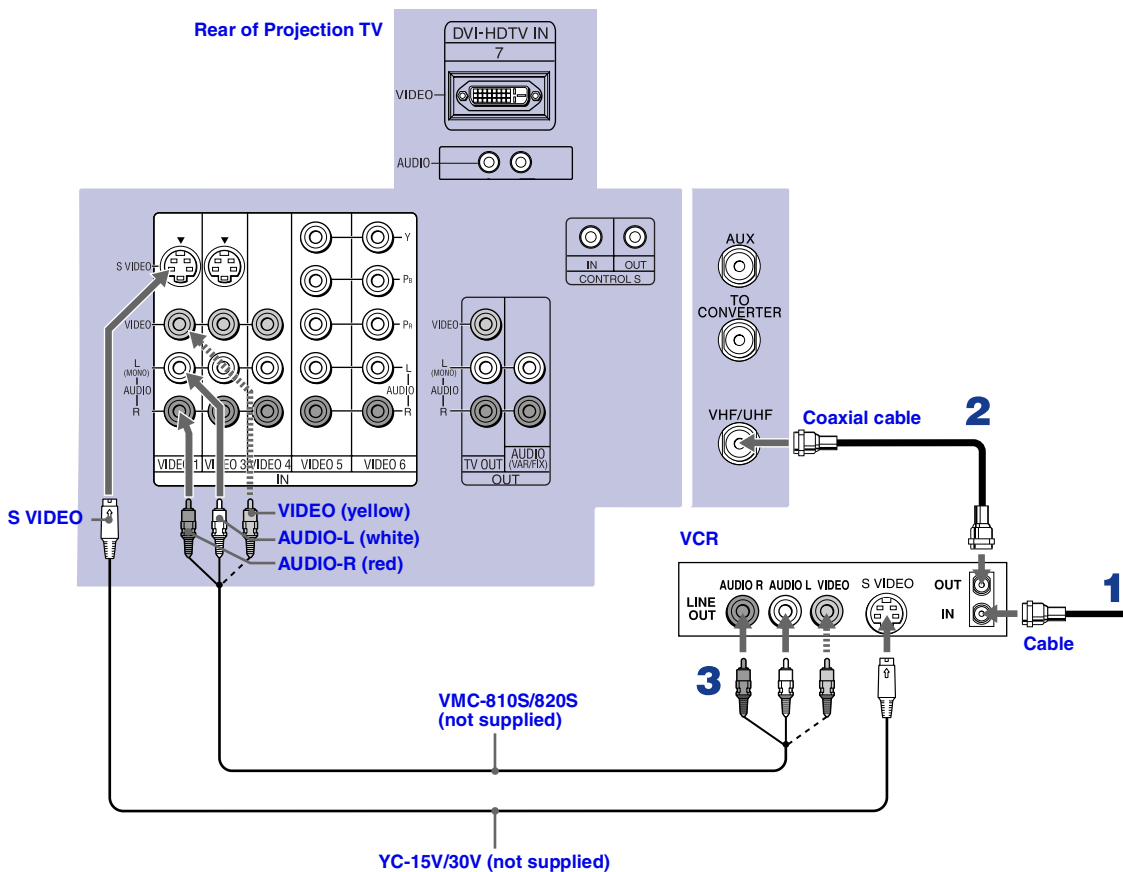 Rear of Projection TV
DVI-HDTV IN
7
VIDEO
AUDIO
S VIDEO
VIDEO
L
(MONO)
AUDIO
R
Y
PB
PR
L
AUDIO
R
VIDEO 1
VIDEO 3
VIDEO 4
VIDEO 5
VIDEO 6
IN
VIDEO
L
(MONO)
AUDIO
R
TV OUT
AUDIO
(VAR/FIX)
OUT
IN
OUT
CONTROL S
AUX
TO
CONVERTER
VHF/UHF
Coaxial cable
2
S VIDEO
VIDEO (yellow)
AUDIO-L (white)
AUDIO-R (red)
VCR
LINE
OUT
AUDIO R
AUDIO L
VIDEO
S VIDEO
OUT
IN
1
Cable
3
VMC-810S/820S
(not supplied)
YC-15V/30V (not supplied)